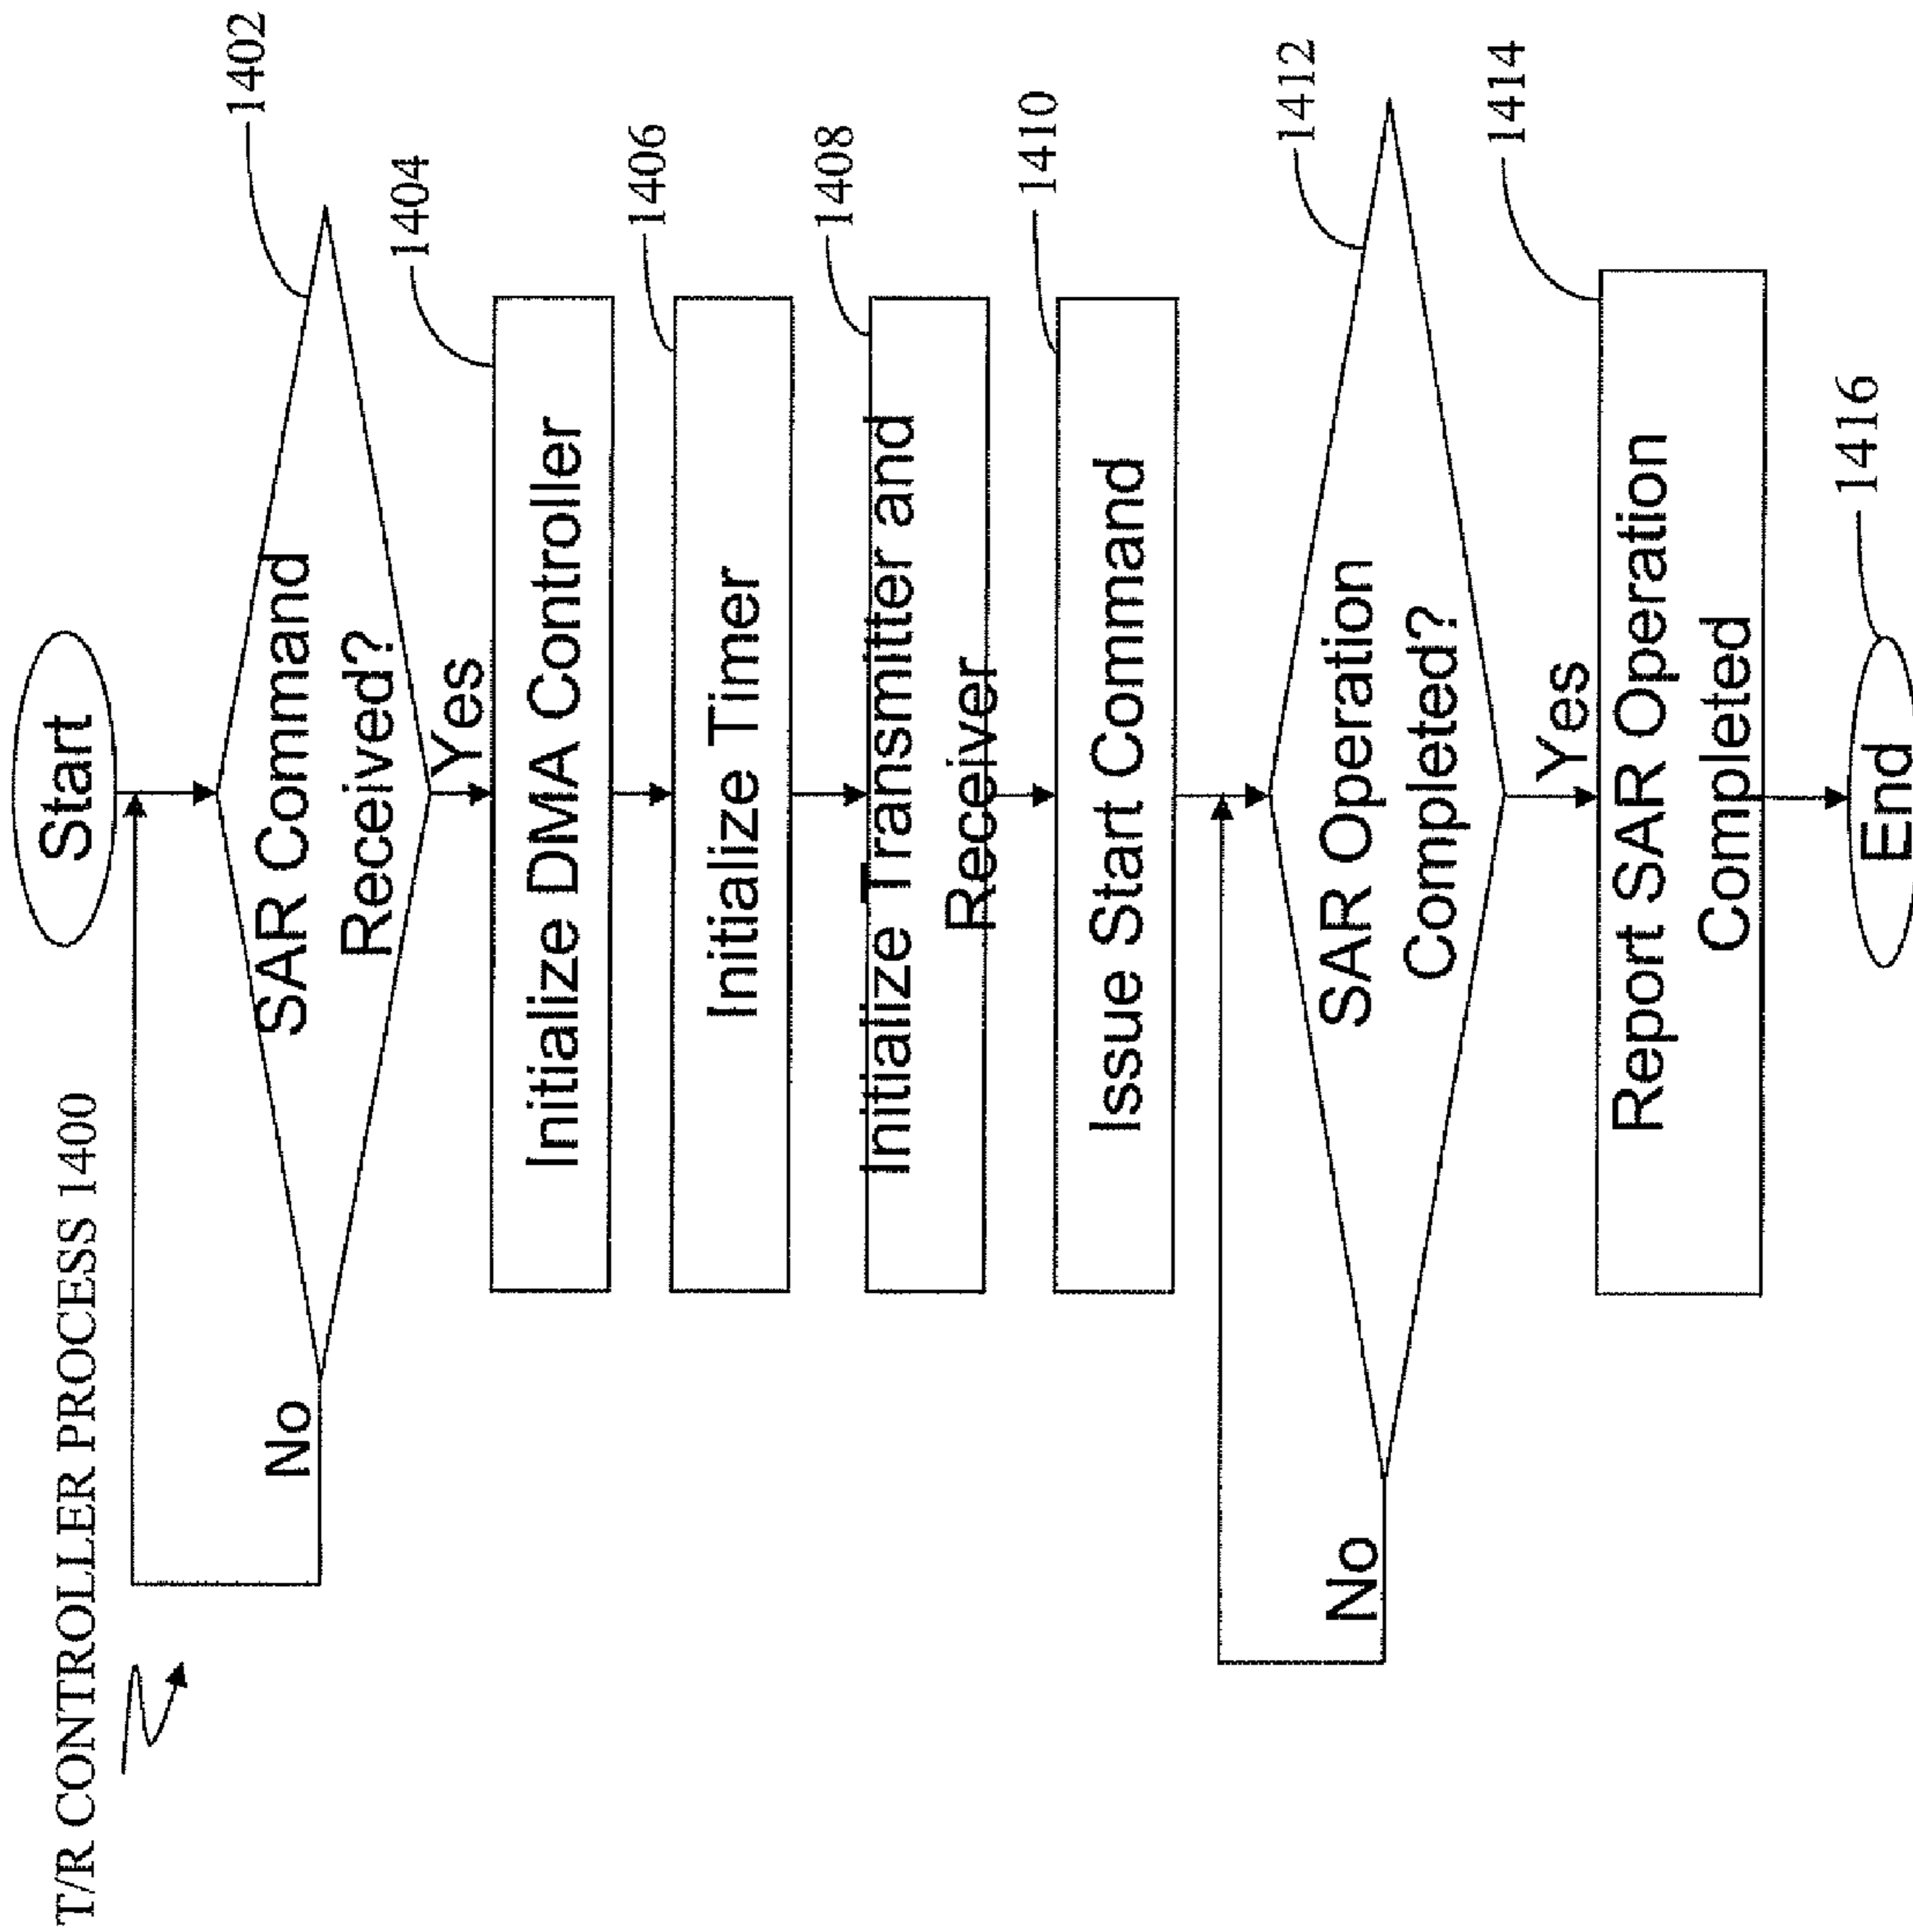 T/R CONTROLLER PROCESS 1400
Start
1402
SAR Command
Received?
No
Yes
1404
Initialize DMA Controller
1406
Initialize Timer
1408
Initialize Transmitter and
Receiver
1410
Issue Start Command
1412
SAR Operation
Completed?
No
Yes
1414
Report SAR Operation
Completed
1416
End